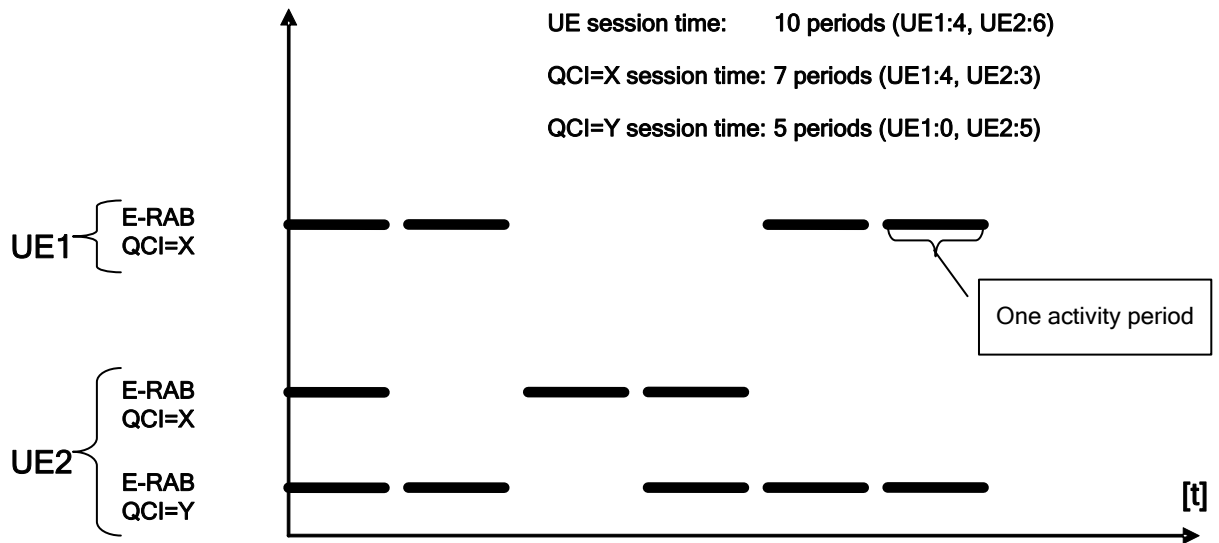 UE session time: 10 periods (UE1:4, UE2:6)
QCI=X session time: 7 periods (UE1:4, UE2:3)
QCI=Y session time: 5 periods (UE1:0, UE2:5)
UE1
E-RAB
QCI=X
One activity period
UE2
E-RAB
QCI=X
E-RAB
QCI=Y
[t]